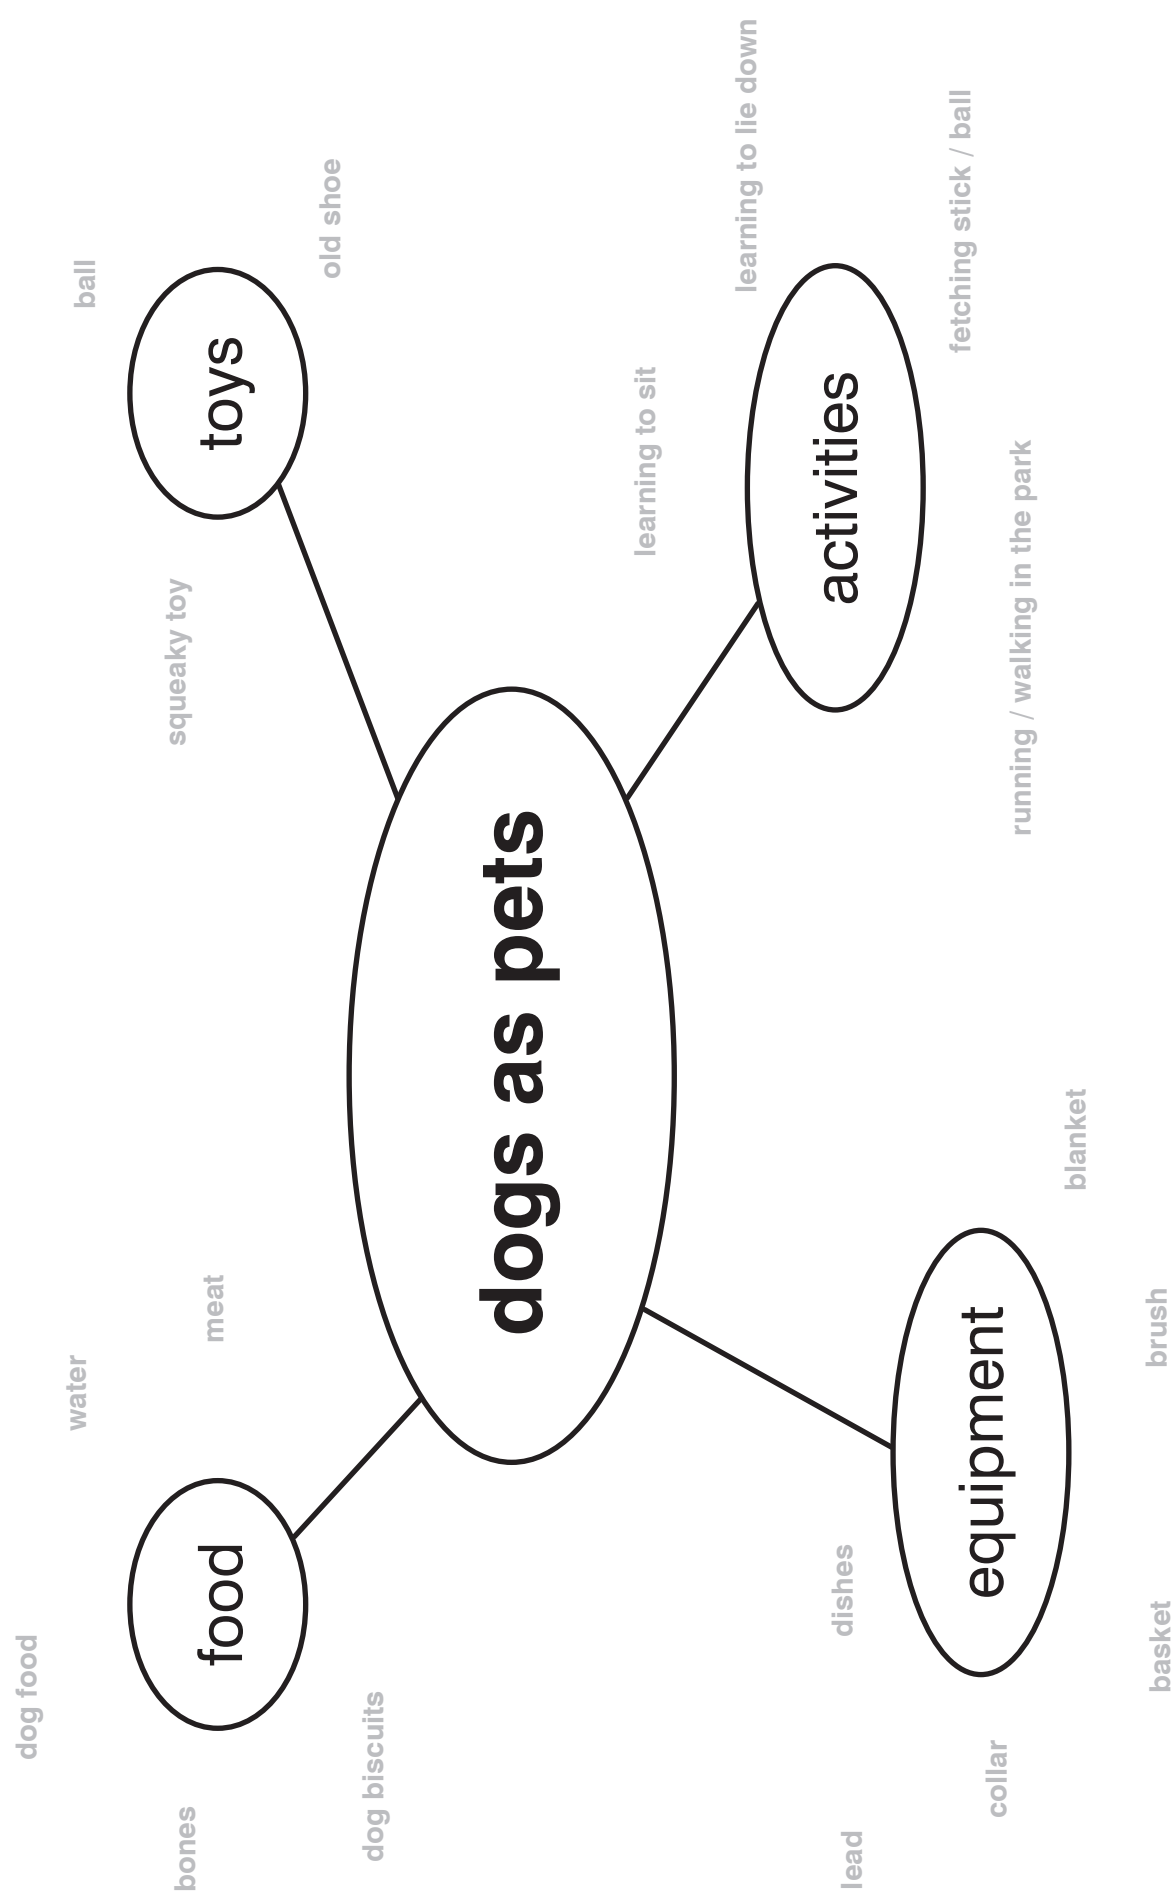 dog food
water
ball
bones
meat
squeaky toy
food
toys
old shoe
dog biscuits
dogs as pets
learning to sit
learning to lie down
lead
dishes
activities
collar
equipment
fetching stick / ball
running / walking in the park
blanket
basket
brush